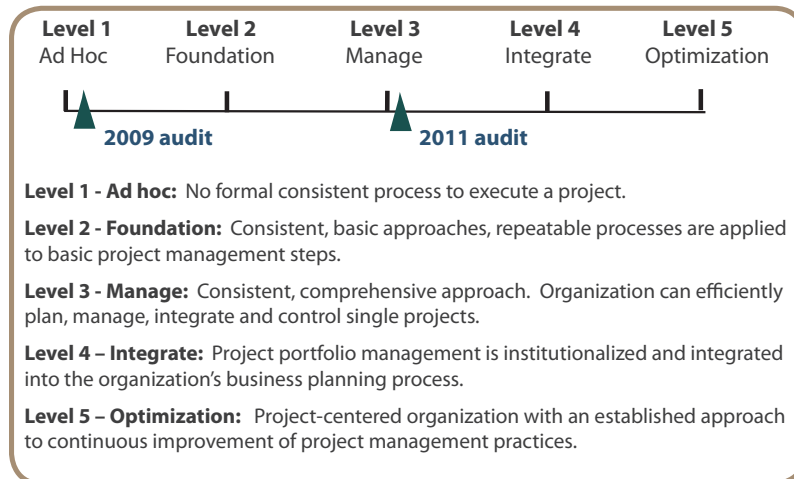 Level 1 Level 2 Level 3 Level 4 Level 5
Ad Hoc Foundation Manage Integrate Optimization
2009 audit 2011 audit
Level 1 - Ad hoc: No formal consistent process to execute a project.
Level 2 - Foundation: Consistent, basic approaches, repeatable processes are applied
to basic project management steps.
Level 3 - Manage: Consistent, comprehensive approach. Organization can efficiently
plan, manage, integrate and control single projects.
Level 4 – Integrate: Project portfolio management is institutionalized and integrated
into the organization’s business planning process.
Level 5 – Optimization: Project-centered organization with an established approach
to continuous improvement of project management practices.